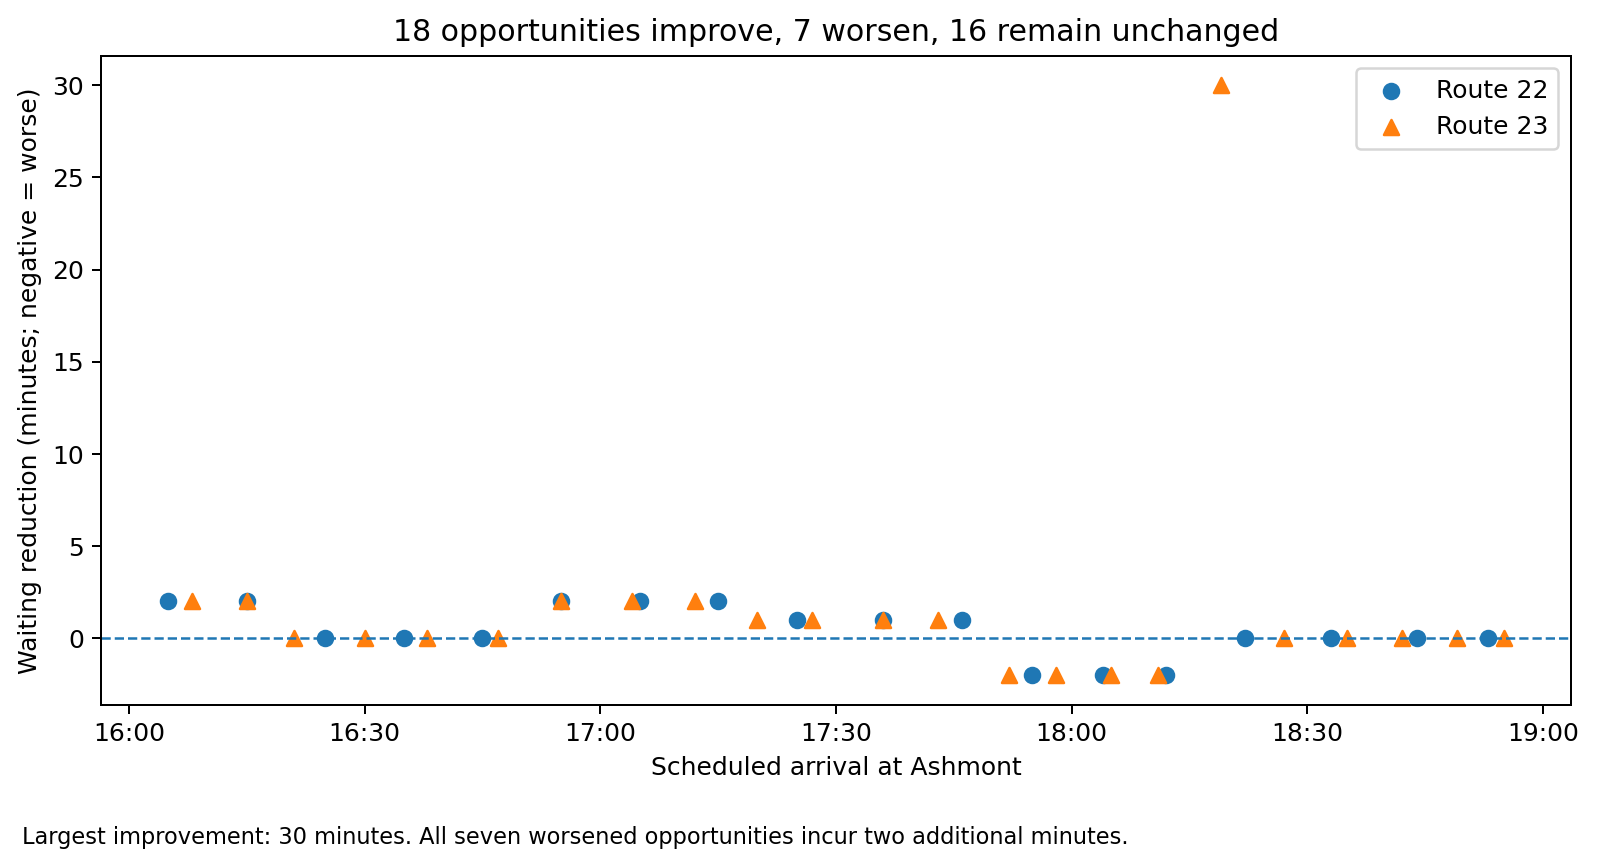 18 opportunities improve, 7 worsen, 16 remain unchanged
Waiting reduction (minutes; negative = worse)
30
25
20
15
10
5
0
Route 22
Route 23
16:00 16:30 17:00 17:30 18:00 18:30 19:00
Scheduled arrival at Ashmont
Largest improvement: 30 minutes. All seven worsened opportunities incur two additional minutes.